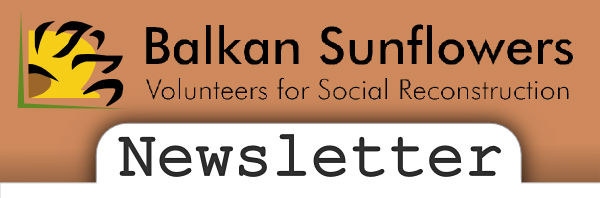 Balkan Sunflowers
Volunteers for Social Reconstruction
Newsletter